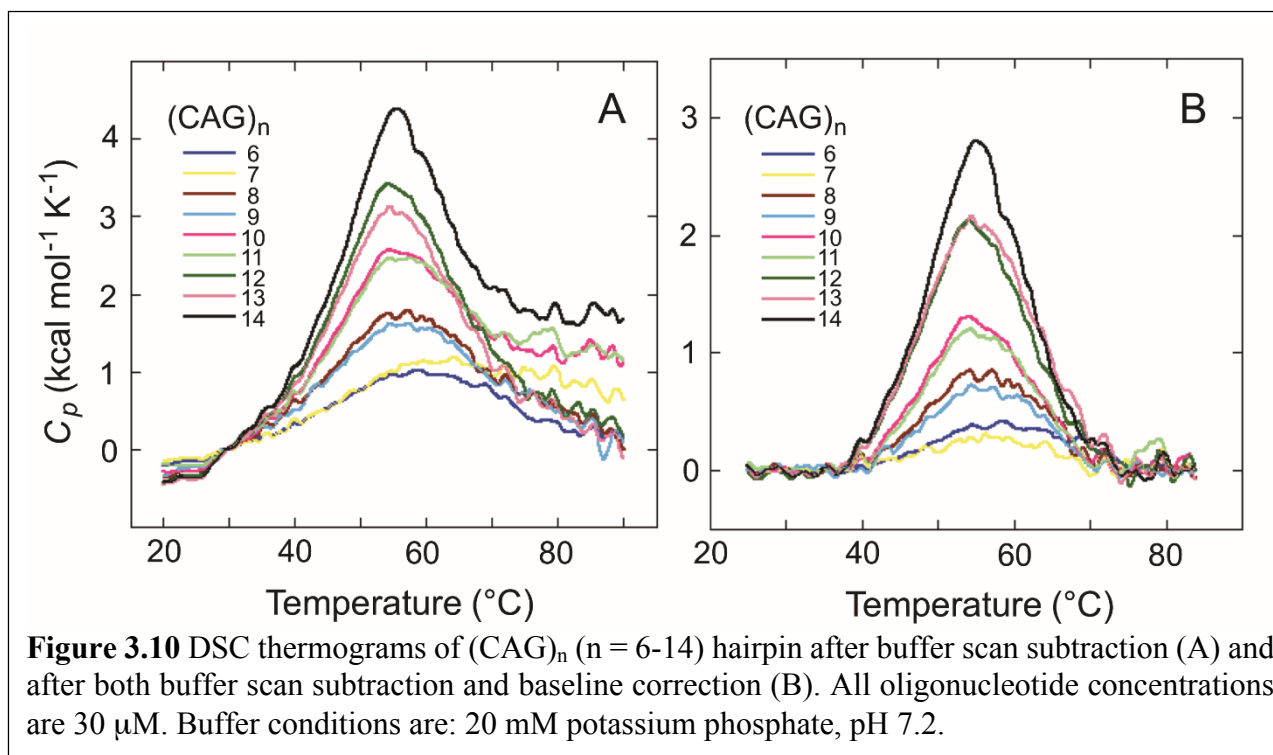 A
(CAG)n
6
7
8
9
10
11
12
13
14
4
3
2
1
0
20 40 60 80
Cp (kcal mol-1 K-1)
Temperature (°C)
B
(CAG)n
6
7
8
9
10
11
12
13
14
3
2
1
0
20 40 60 80
Temperature (°C)
Figure 3.10 DSC thermograms of (CAG)n (n = 6-14) hairpin after buffer scan subtraction (A) and
after both buffer scan subtraction and baseline correction (B). All oligonucleotide concentrations
are 30 μM. Buffer conditions are: 20 mM potassium phosphate, pH 7.2.